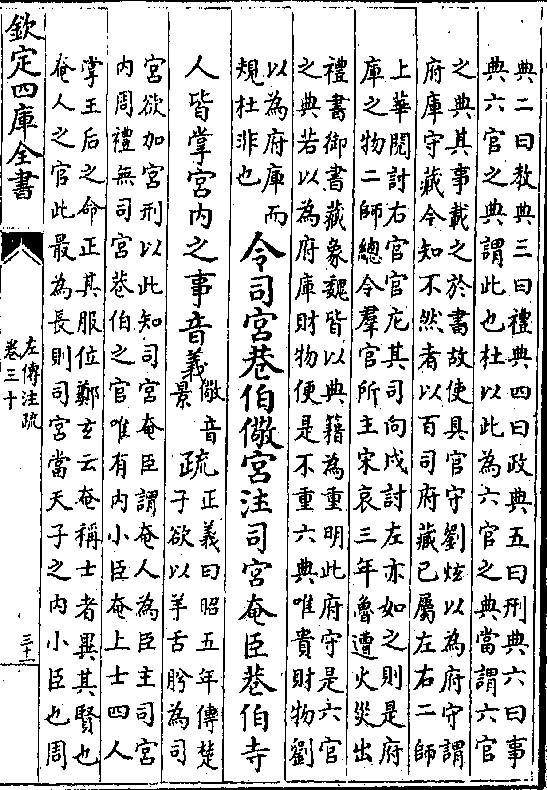 典二曰教典三曰禮典四曰政典五曰刑典六曰事
典六官之典謂此也杜以此為六官之典當謂六官
之典其事載之於書故使具官守劉炫以為府守謂
府庫守藏令知不然者以百司府藏已屬左右二師
上華閱討右官官庀其司向戍討左亦如之則是府
庫之物二師總令羣官所主宋哀三年魯遭火災出
禮書御書藏象魏皆以典籍為重明此府守是六官
之典若以為府庫財物便是不重六典唯貴財物劉
以為府庫而
規杜非也
令司宮巷伯儆宮注司宮奄臣巷伯寺
人皆掌宮內之事音義
儆音
景
疏
正義曰昭五年傳楚
子欲以羊舌肸為司
宮欲加宮刑以此知司宮奄臣謂奄人為臣主司宮
內周禮無司宮巷伯之官唯有內小臣奄上士四人
掌王后之命正其服位鄭玄云奄稱士者異其賢也
奄人之官此最為長則司宮當天子之內小臣也周
欽定四庫全書
左傳注疏
卷三十